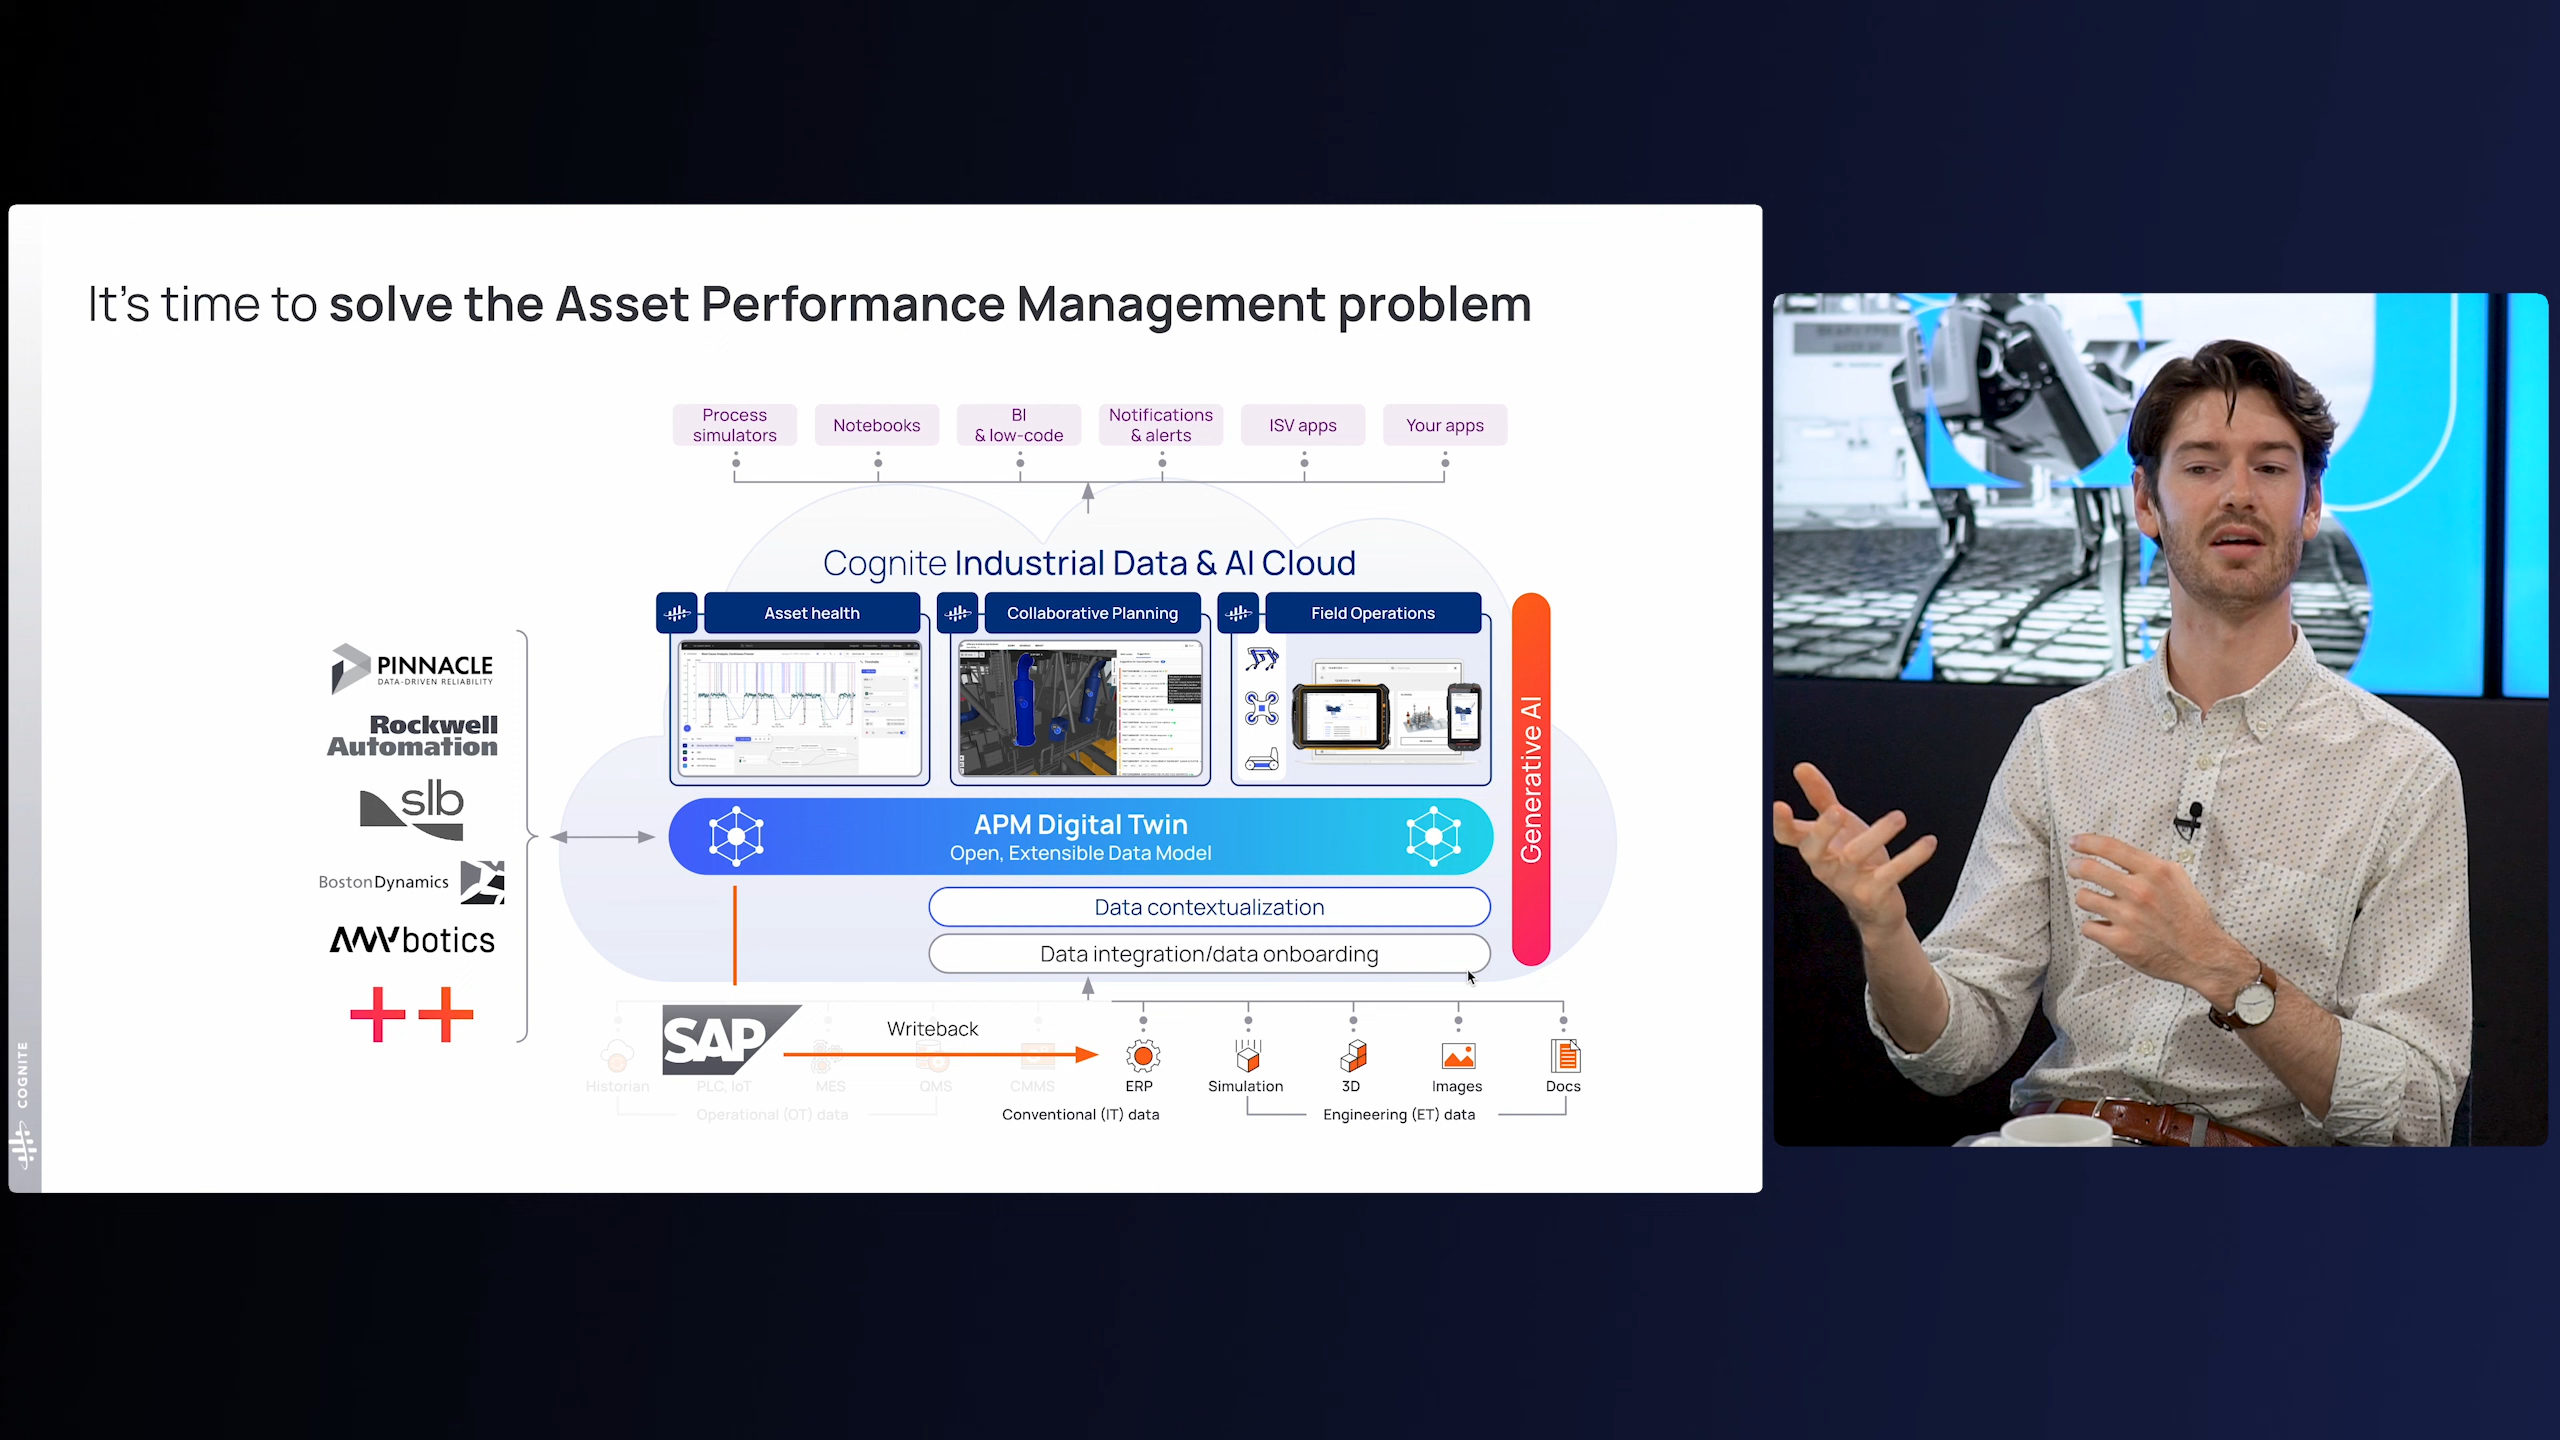 It's time to solve the Asset Performance Management problem
Process simulators
Notebooks
BI & low-code
Notifications & alerts
ISV apps
Your apps
Cognite Industrial Data & AI Cloud
Asset health
Collaborative Planning
Field Operations
Generative AI
PINNACLE
DATA-DRIVEN RELIABILITY
Rockwell Automation
slb
BostonDynamics
ANYbotics
APM Digital Twin
Open, Extensible Data Model
Data contextualization
Data integration/data onboarding
SAP
Writeback
Historian
PLC, IoT
MES
QMS
CMMS
ERP
Simulation
3D
Images
Docs
Operational (OT) data
Conventional (IT) data
Engineering (ET) data
COGNITE